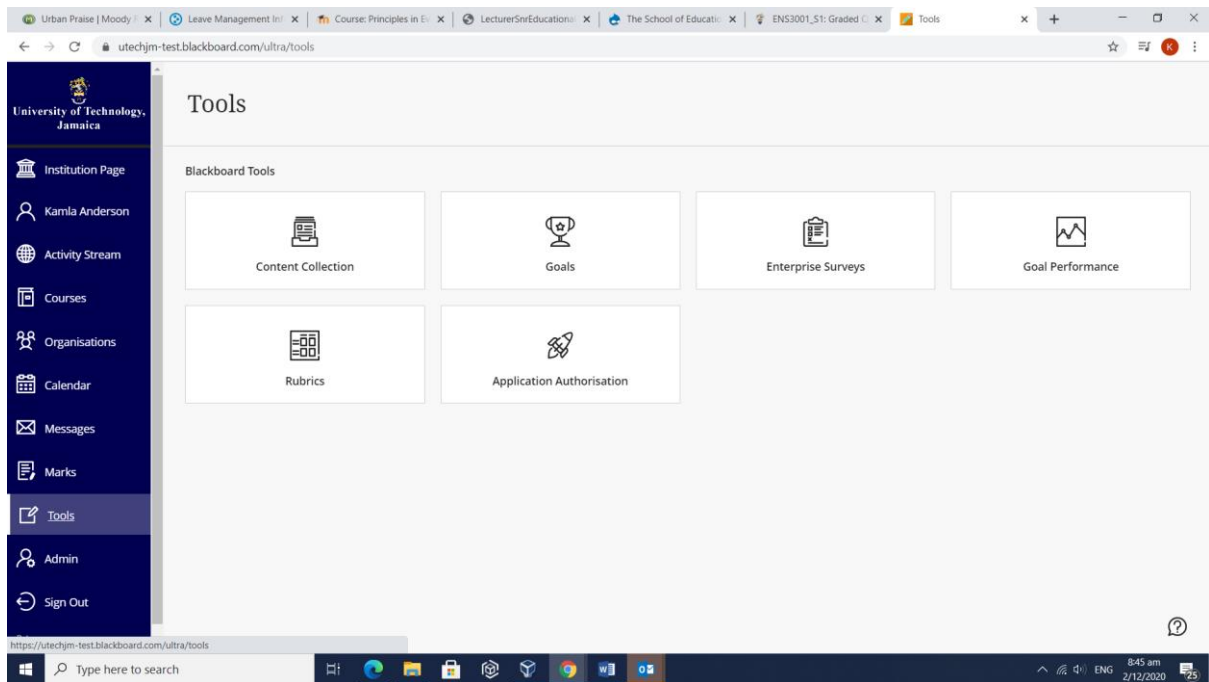 Urban Praise | Moody
Leave Management Inf
Course: Principles in E
LecturerSnrEducationa
The School of Educatio
ENS3001_S1: Graded C
Tools
utechjm-test.blackboard.com/ultra/tools
K
University of Technology,
Jamaica
Tools
Institution Page
Blackboard Tools
Kamla Anderson
Activity Stream
Content Collection
Goals
Enterprise Surveys
Goal Performance
Courses
Organisations
Calendar
Rubrics
Application Authorisation
Messages
Marks
Tools
Admin
Sign Out
https://utechjm-test.blackboard.com/ultra/tools
Type here to search
ENG
8:45 am
2/12/2020
25